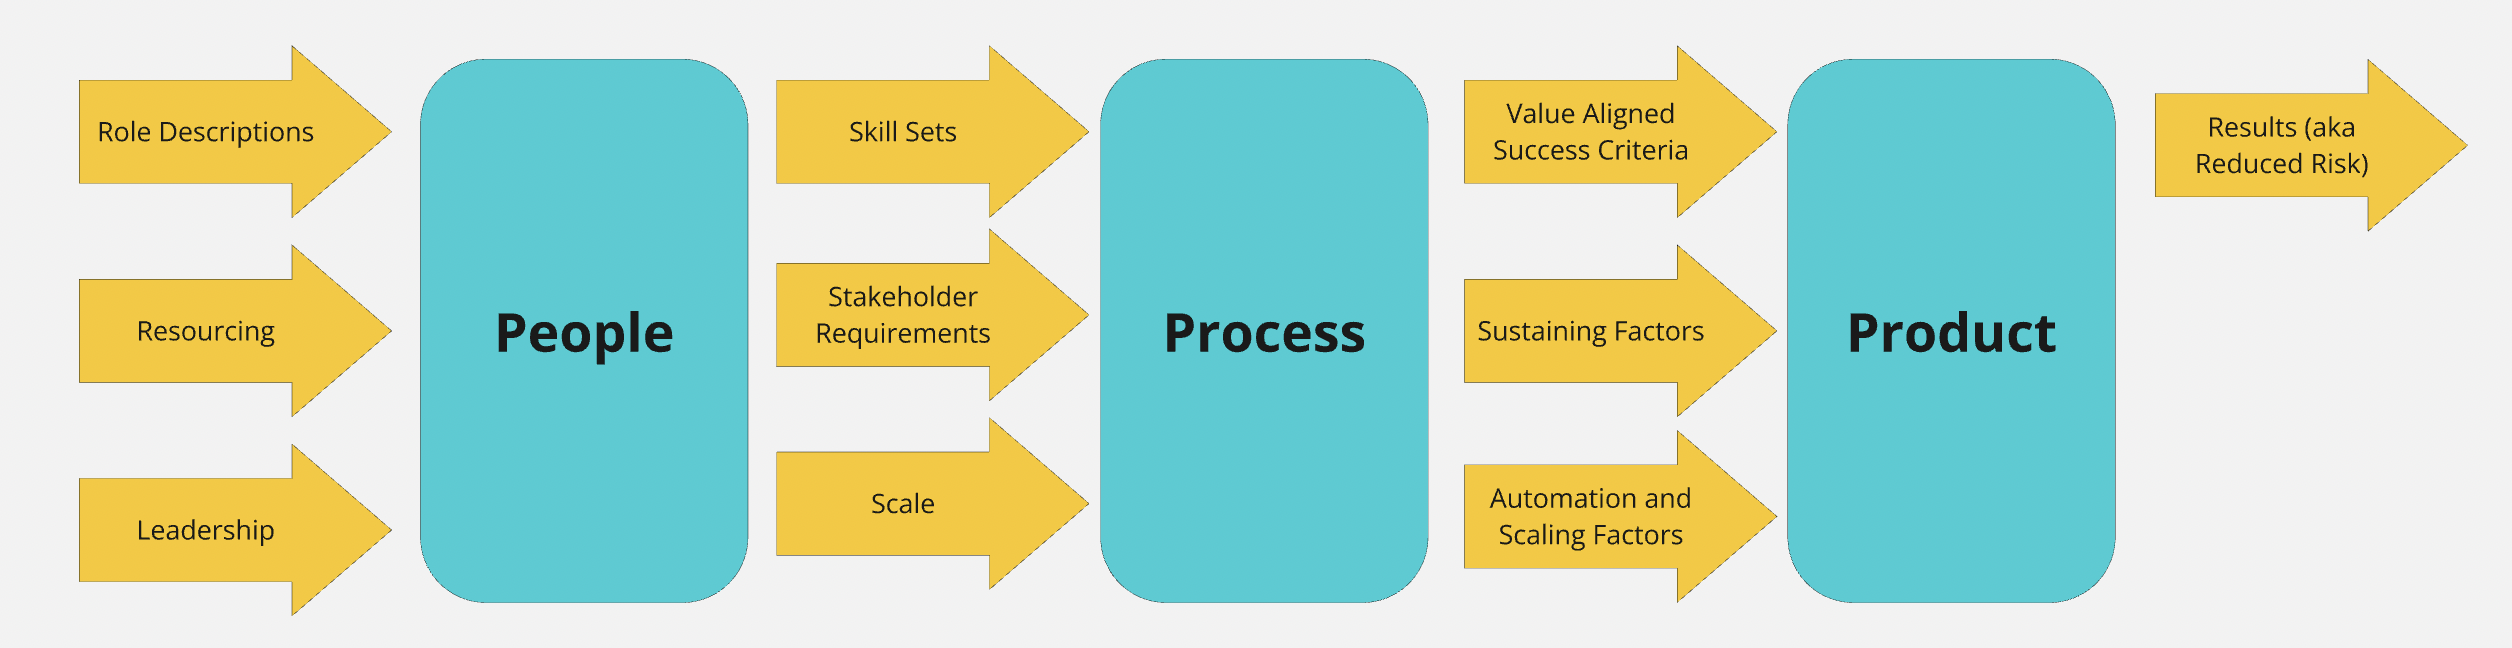 Role Descriptions
Resourcing
Leadership
People
Skill Sets
Stakeholder
Requirements
Scale
Process
Value Aligned
Success Criteria
Sustaining Factors
Automation and
Scaling Factors
Product
Results (aka
Reduced Risk)